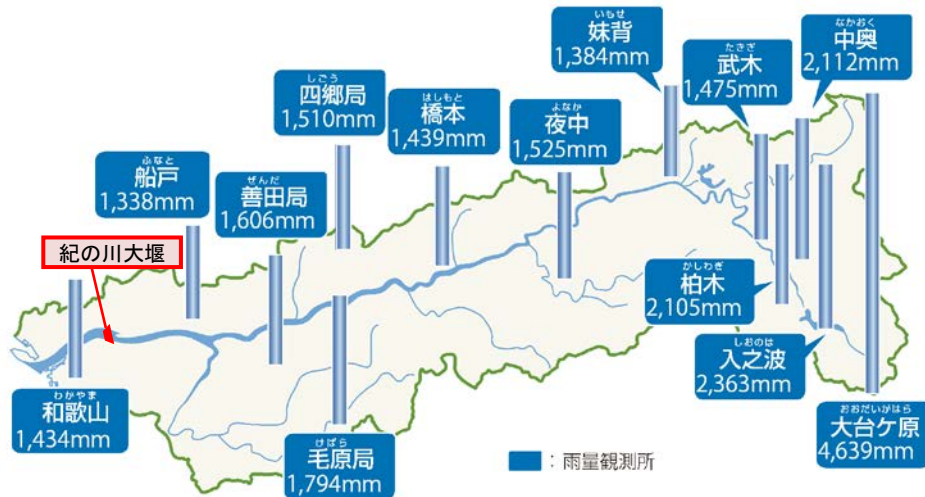 いもせ
妹背
1,384mm
たきぎ
武木
1,475mm
なかおく
中奥
2,112mm
しごう
四郷局
1,510mm
はしもと
橋本
1,439mm
よなか
夜中
1,525mm
ふなと
船戸
1,338mm
ぜんだ
善田局
1,606mm
紀の川大堰
かしわぎ
柏木
2,105mm
しおのは
入之波
2,363mm
わかやま
和歌山
1,434mm
けばら
毛原局
1,794mm
おおだいがはら
大台ケ原
4,639mm
：雨量観測所